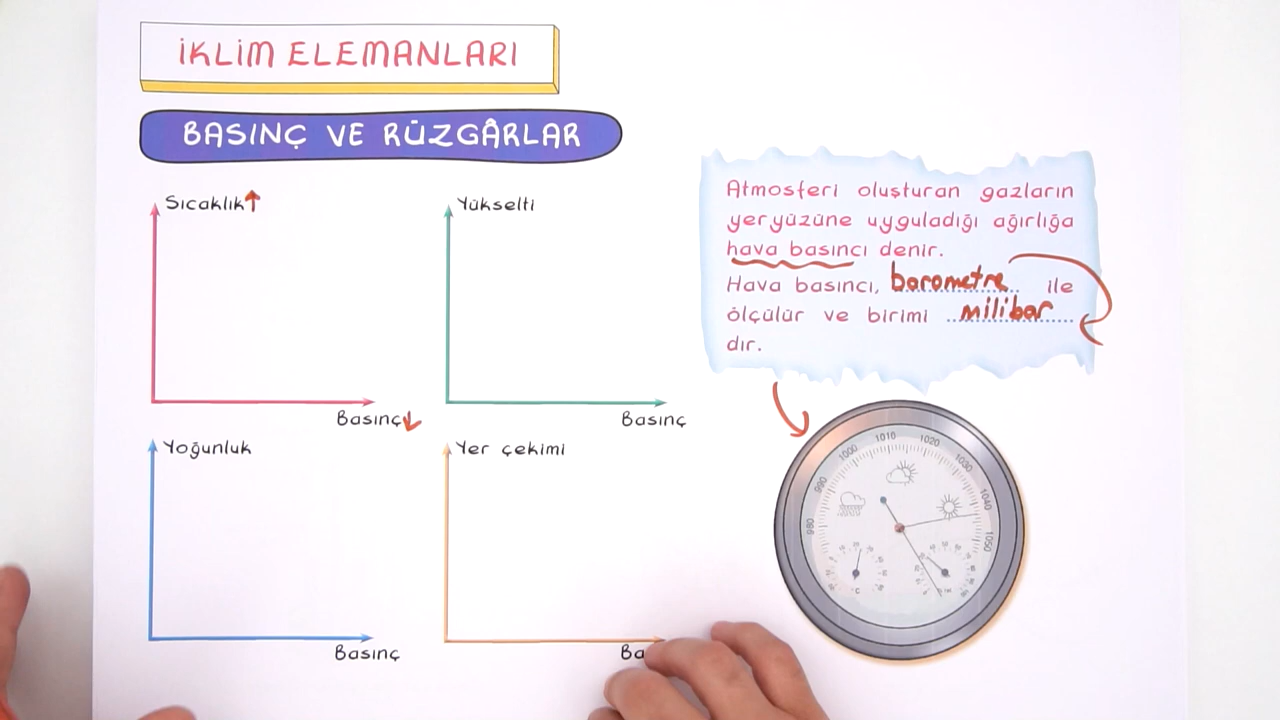 İKLİM ELEMANLARI
BASINÇ VE RÜZGÂRLAR
Sıcaklık
Basınç
Yükselti
Basınç
Yoğunluk
Basınç
Yer çekimi
Ba
Atmosferi oluşturan gazların
yeryüzüne uyguladığı ağırlığa
hava basıncı denir.
Hava basıncı, barometre ile
ölçülür ve birimi milibar
dır.
980
990
1000
1010
1020
1030
1040
1050